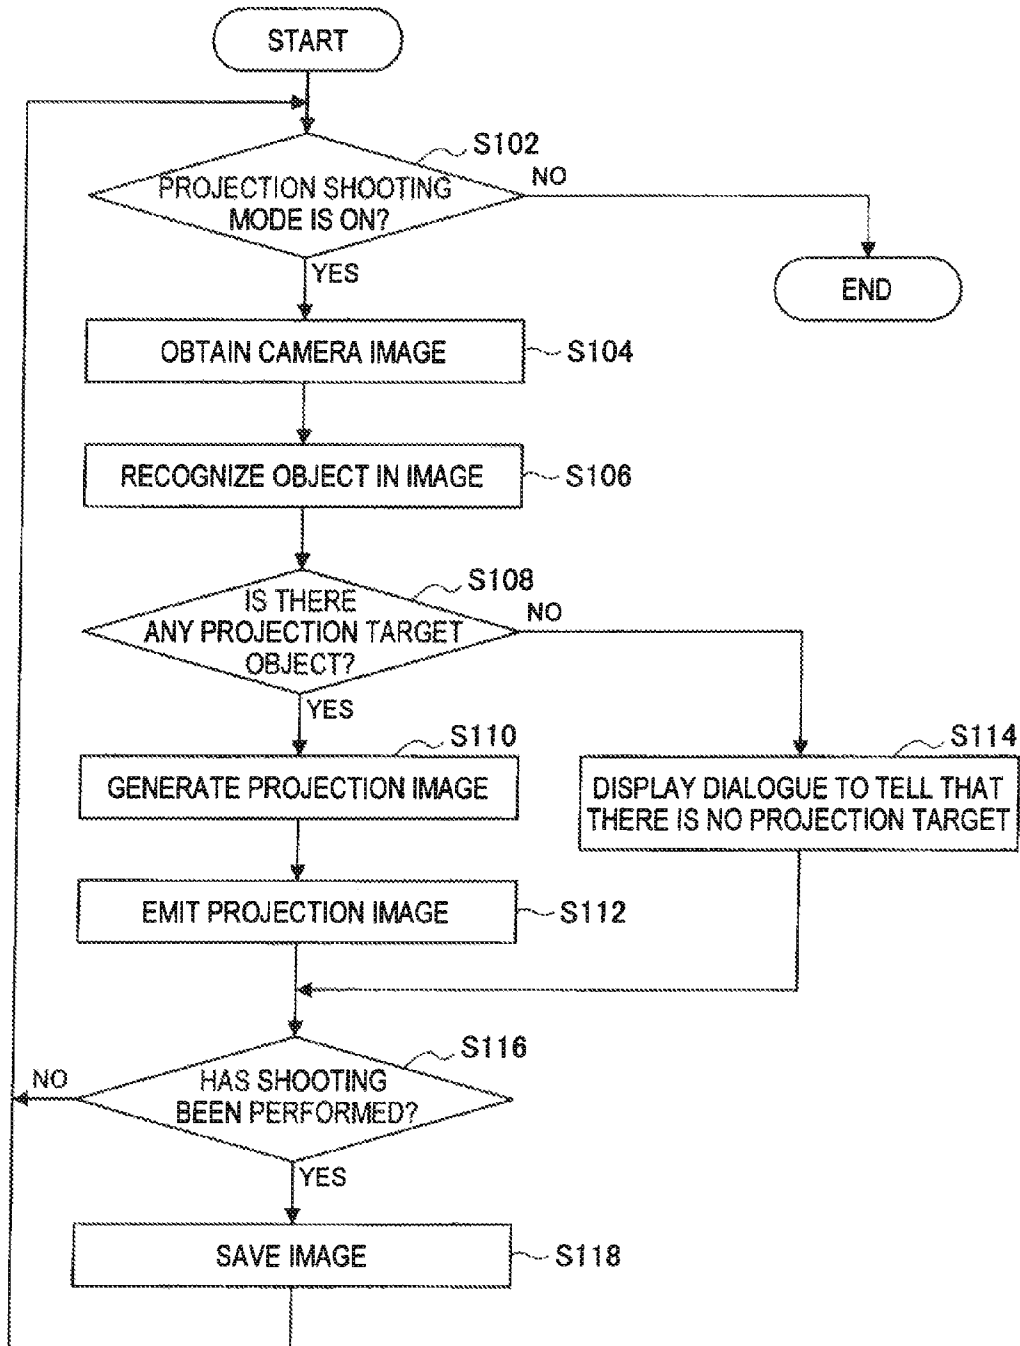 START
S102
PROJECTION SHOOTING
MODE IS ON?
NO
YES
END
OBTAIN CAMERA IMAGE
S104
RECOGNIZE OBJECT IN IMAGE
S106
S108
IS THERE
ANY PROJECTION TARGET
OBJECT?
NO
YES
S110
GENERATE PROJECTION IMAGE
S114
DISPLAY DIALOGUE TO TELL THAT
THERE IS NO PROJECTION TARGET
EMIT PROJECTION IMAGE
S112
S116
HAS SHOOTING
BEEN PERFORMED?
NO
YES
SAVE IMAGE
S118